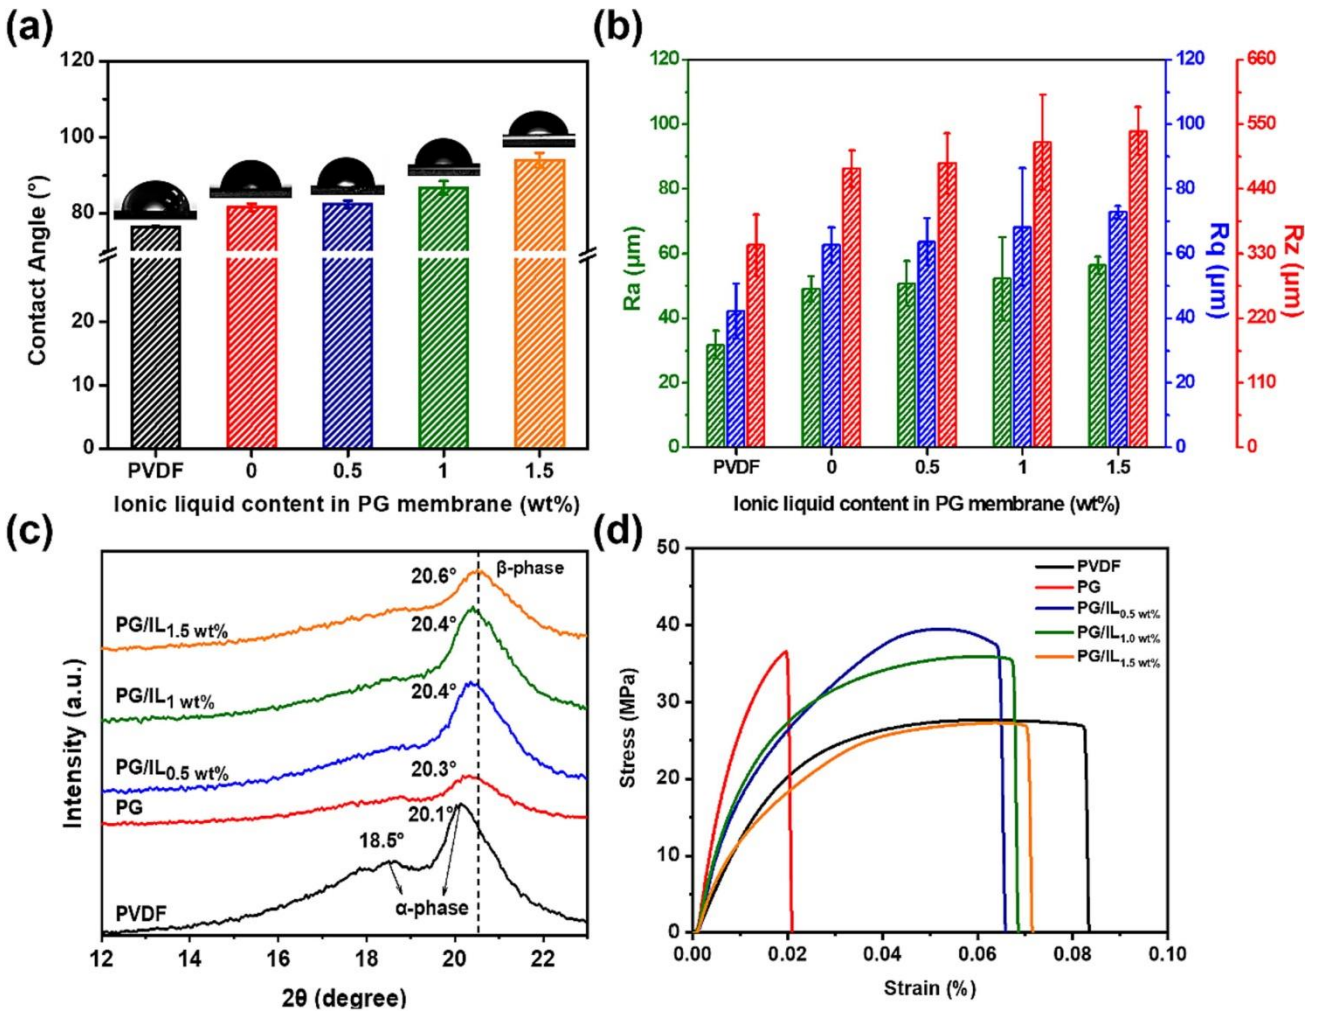 (a)
120
100
80
20
10
0
Contact Angle (°)
PVDF 0 0.5 1 1.5
Ionic liquid content in PG membrane (wt%)
(b)
120
100
80
60
40
20
0
Ra (µm)
120
100
80
60
40
20
0
Rq (µm)
660
550
440
330
220
110
0
Rz (µm)
PVDF 0 0.5 1 1.5
Ionic liquid content in PG membrane (wt%)
(c)
Intensity (a.u.)
20.6° β-phase
PG/IL1.5 wt%
20.4°
PG/IL1 wt%
20.4°
PG/IL0.5 wt%
20.3°
PG
20.1°
18.5°
α-phase
PVDF
12 14 16 18 20 22
2θ (degree)
(d)
50
40
30
20
10
0
Stress (MPa)
PVDF
PG
PG/IL0.5 wt%
PG/IL1.0 wt%
PG/IL1.5 wt%
0.00 0.02 0.04 0.06 0.08 0.10
Strain (%)